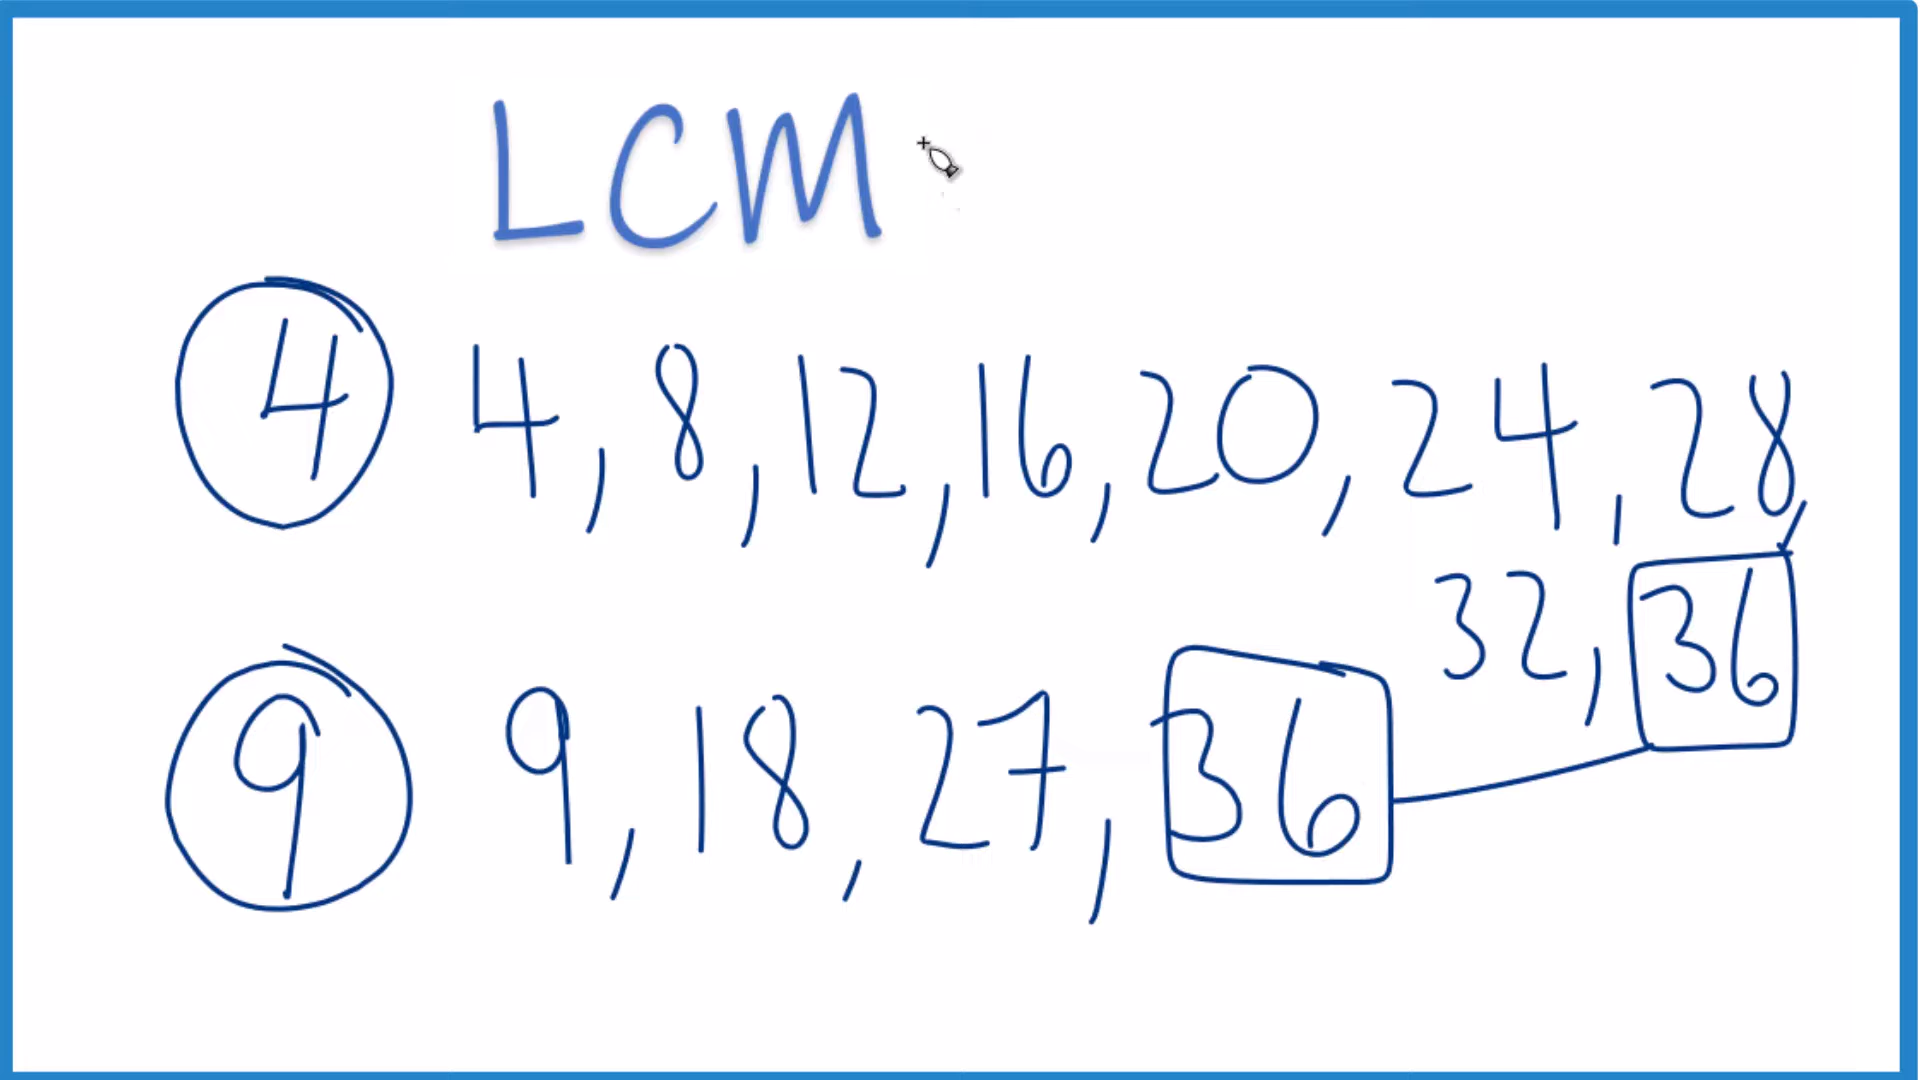 LCM
4 4, 8, 12, 16, 20, 24, 28,
32, 36
9 9, 18, 27, 36